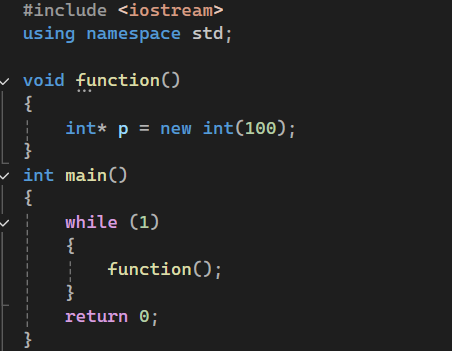 #include <iostream>
using namespace std;
void function()
{
int* p = new int(100);
}
int main()
{
while (1)
{
function();
}
return 0;
}